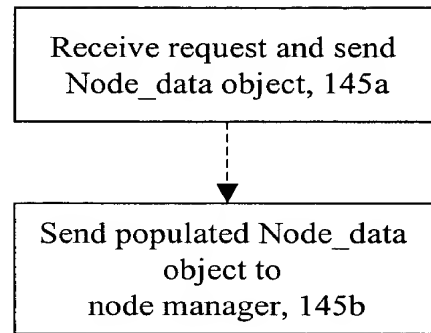 Receive request and send
Node_data object, 145a
Send populated Node_data
object to
node manager, 145b